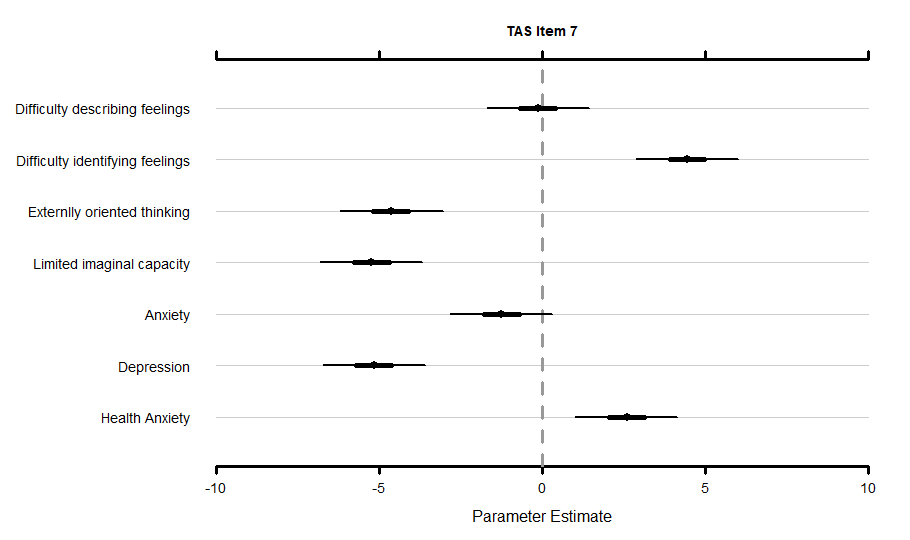 TAS Item 7
Difficulty describing feelings
Difficulty identifying feelings
Externlly oriented thinking
Limited imaginal capacity
Anxiety
Depression
Health Anxiety
-10 -5 0 5 10
Parameter Estimate